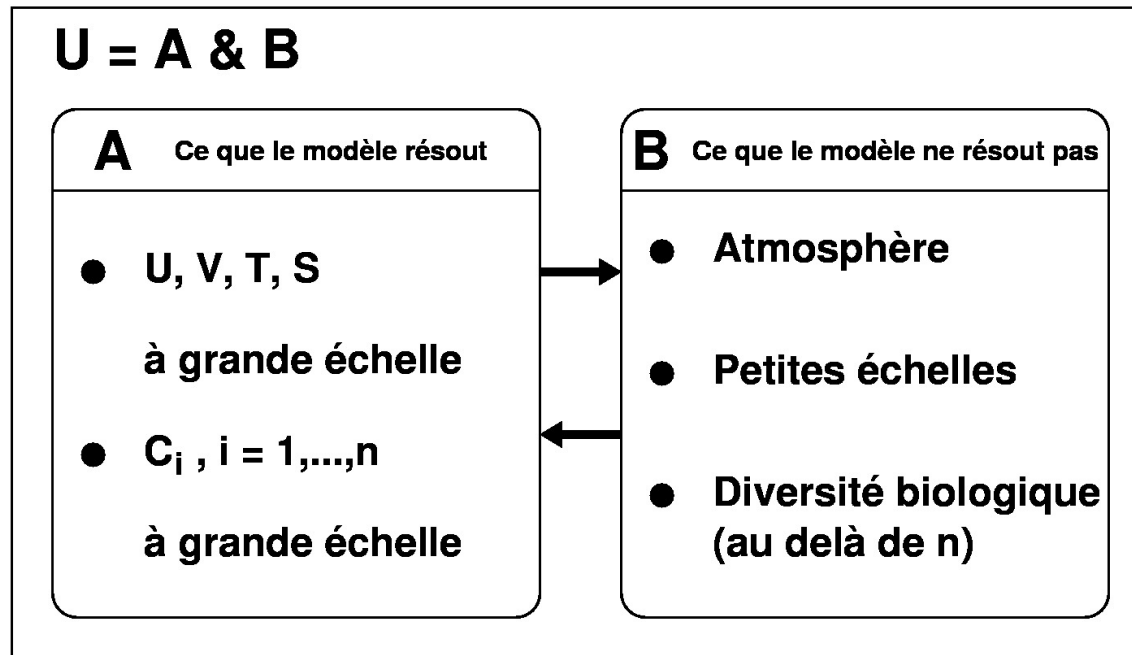 U = A & B
A Ce que le modèle résout
U, V, T, S
à grande échelle
Ci , i = 1,...,n
à grande échelle
B Ce que le modèle ne résout pas
Atmosphère
Petites échelles
Diversité biologique
(au delà de n)